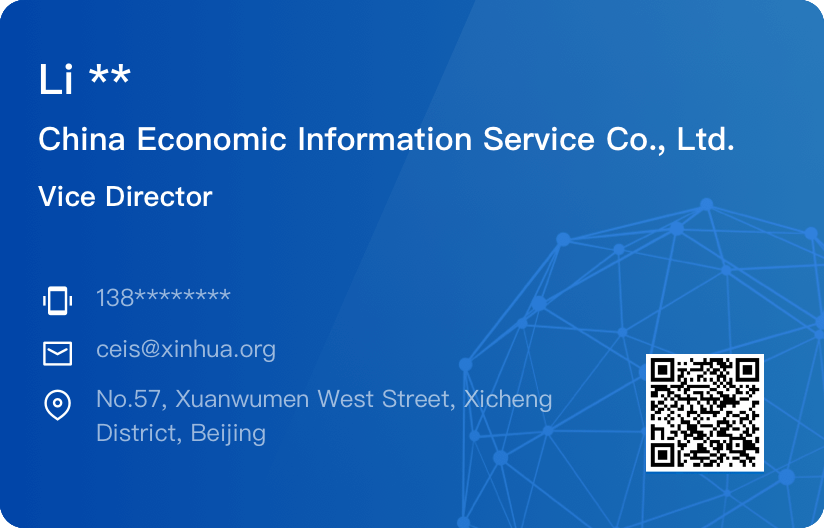 Li **
China Economic Information Service Co., Ltd.
Vice Director
138*********
ceis@xinhua.org
No.57, Xuanwumen West Street, Xicheng
District, Beijing